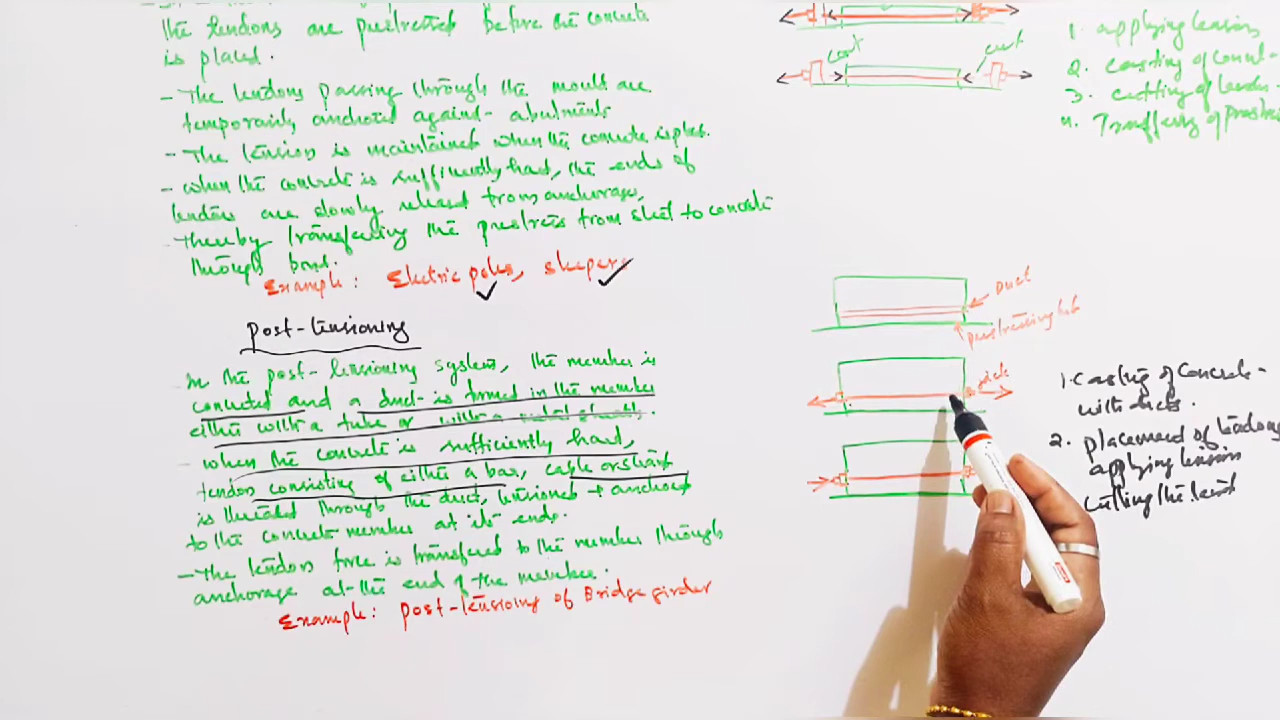 the tendons are prestressed before the concrete
is placed.
- The tendons passing through the mould are
temporarily anchored against abutments
- The tension is maintained when the concrete is
- when the concrete is sufficiently hard, the ends of
tendons are slowly released from anchorages,
- thereby transferring the prestress from steel to concrete
through bond.
Example: Electric poles, sleepers
post-tensioning
In the post-tensioning system, the member is
and a duct is formed in the member
either with a tube or with a metal sheath.
- when the concrete is sufficiently hard,
tendon consisting of either a bar, cable or
is threaded through the duct, tensioned + anchored
to the concrete member at its ends.
- The tendons force is transferred to the member through
anchorage at the end of the member.
Example: post-tensioning of Bridge girder
cut
cut
1. applying tension
2. casting of
3. cutting of
4. of
Duct
prestressing
jack
1. casting of concrete -
with ducts.
2. placement of tendons
applying tension
cutting the